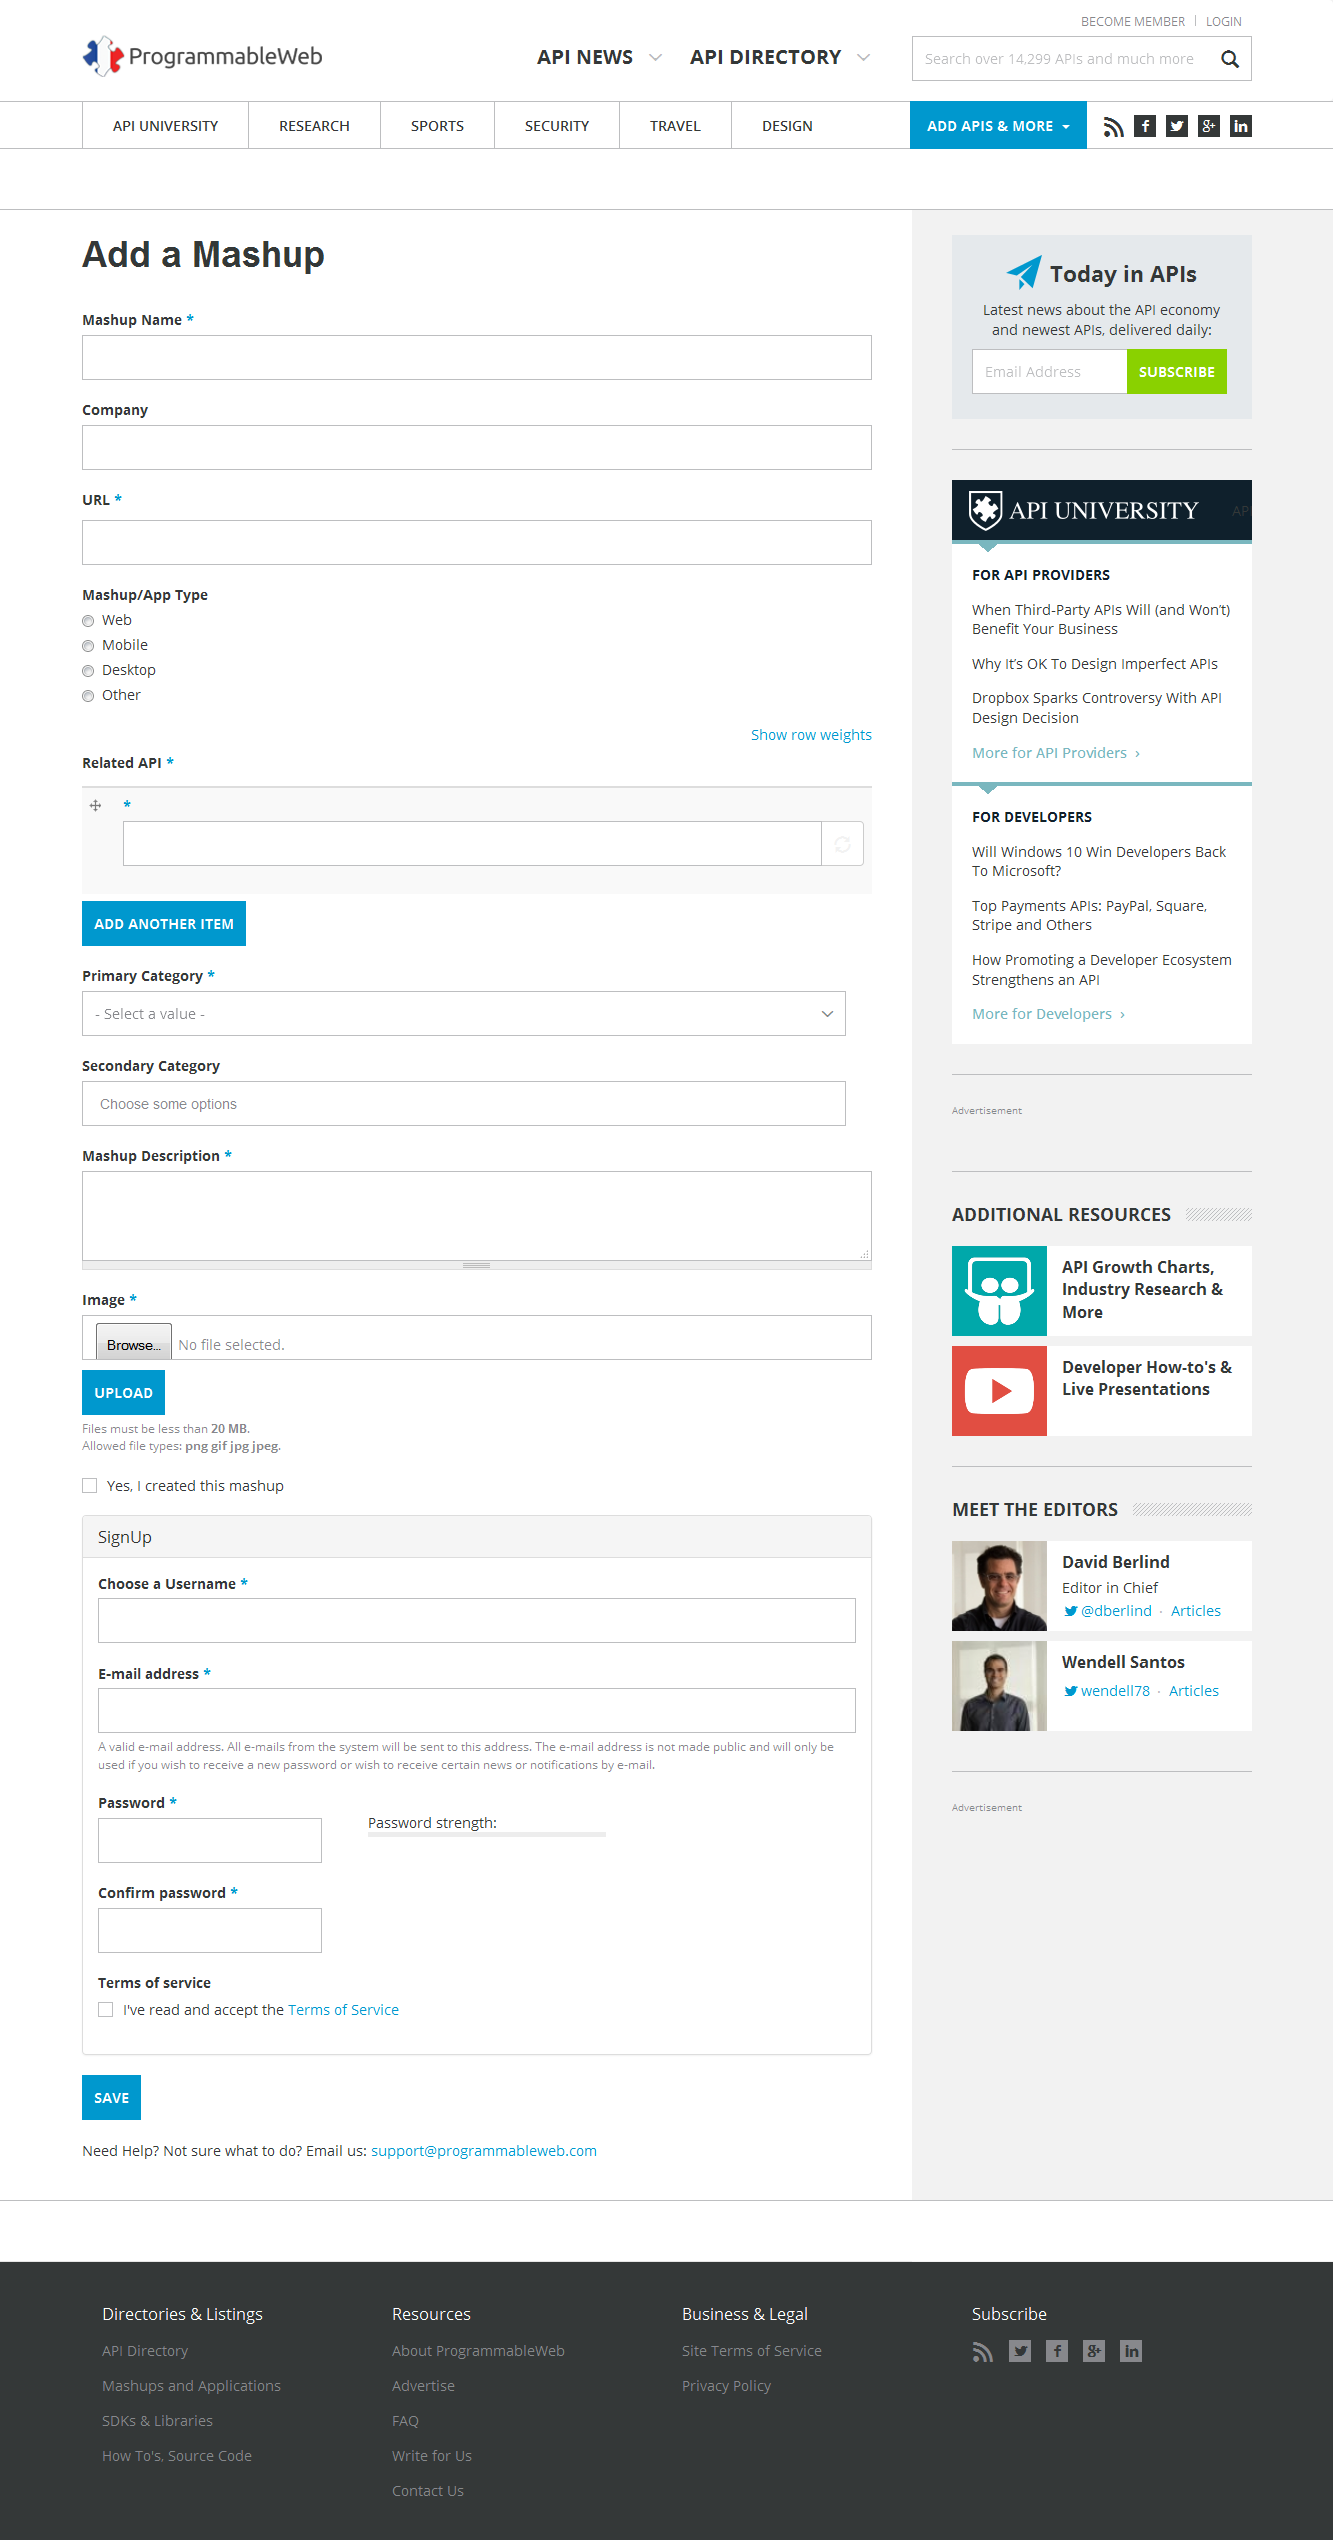 BECOME MEMBER
LOGIN
ProgrammableWeb
API NEWS
API DIRECTORY
Search over 14,299 APIs and much more
API UNIVERSITY
RESEARCH
SPORTS
SECURITY
TRAVEL
DESIGN
ADD APIS & MORE
Add a Mashup
Mashup Name *
Company
URL *
Mashup/App Type
Web
Mobile
Desktop
Other
Show row weights
Related API *
*
ADD ANOTHER ITEM
Primary Category *
- Select a value -
Secondary Category
Choose some options
Mashup Description *
Image *
Browse... No file selected.
UPLOAD
Files must be less than 20 MB.
Allowed file types: png gif jpg jpeg.
Yes, I created this mashup
SignUp
Choose a Username *
E-mail address *
A valid e-mail address. All e-mails from the system will be sent to this address. The e-mail address is not made public and will only be
used if you wish to receive a new password or wish to receive certain news or notifications by e-mail.
Password *
Password strength:
Confirm password *
Terms of service
I've read and accept the Terms of Service
SAVE
Need Help? Not sure what to do? Email us: support@programmableweb.com
Today in APIs
Latest news about the API economy
and newest APIs, delivered daily:
Email Address
SUBSCRIBE
API UNIVERSITY
API
FOR API PROVIDERS
When Third-Party APIs Will (and Won't)
Benefit Your Business
Why It's OK To Design Imperfect APIs
Dropbox Sparks Controversy With API
Design Decision
More for API Providers ›
FOR DEVELOPERS
Will Windows 10 Win Developers Back
To Microsoft?
Top Payments APIs: PayPal, Square,
Stripe and Others
How Promoting a Developer Ecosystem
Strengthens an API
More for Developers ›
Advertisement
ADDITIONAL RESOURCES
API Growth Charts,
Industry Research &
More
Developer How-to's &
Live Presentations
MEET THE EDITORS
David Berlind
Editor in Chief
@dberlind · Articles
Wendell Santos
wendell78 · Articles
Advertisement
Directories & Listings
API Directory
Mashups and Applications
SDKs & Libraries
How To's, Source Code
Resources
About ProgrammableWeb
Advertise
FAQ
Write for Us
Contact Us
Business & Legal
Site Terms of Service
Privacy Policy
Subscribe